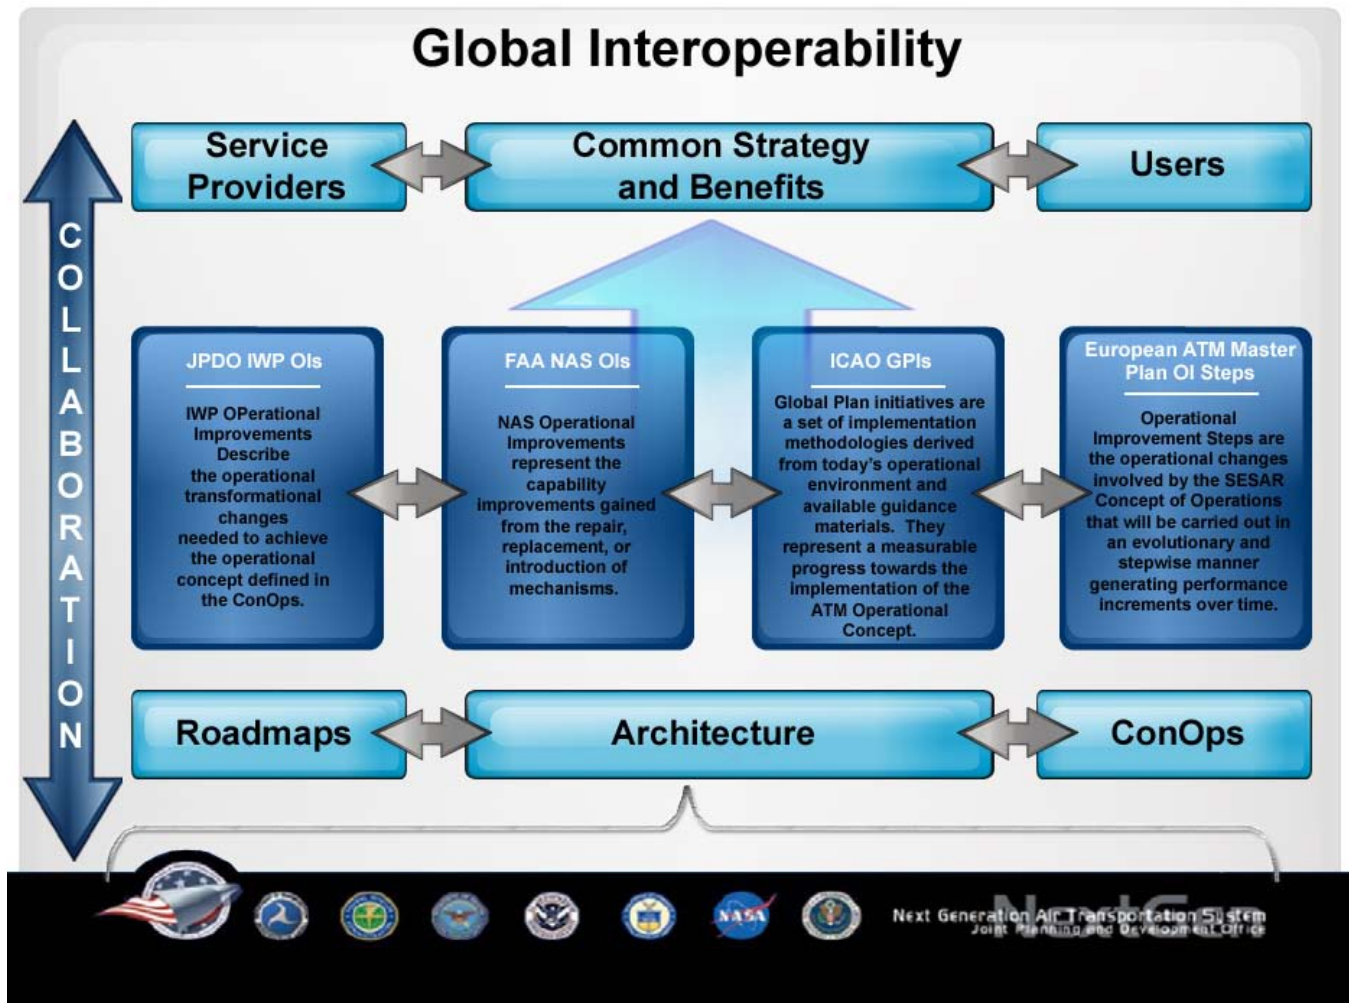 Global Interoperability
Service
Providers
Common Strategy
and Benefits
Users
COLLABORATION
JPDO IWP OIs
IWP OPerational
Improvements
Describe
the operational
transformational
changes
needed to achieve
the operational
concept defined in
the ConOps.
FAA NAS OIs
NAS Operational
Improvements
represent the
capability
improvements gained
from the repair,
replacement, or
introduction of
mechanisms.
ICAO GPIs
Global Plan initiatives are
a set of implementation
methodologies derived
from today's operational
environment and
available guidance
materials. They
represent a measurable
progress towards the
implementation of the
ATM Operational
Concept.
European ATM Master
Plan OI Steps
Operational
Improvement Steps are
the operational changes
involved by the SESAR
Concept of Operations
that will be carried out in
an evolutionary and
stepwise manner
generating performance
increments over time.
Roadmaps
Architecture
ConOps
NASA
NextGen
Next Generation Air Transportation System
Joint Planning and Development Office